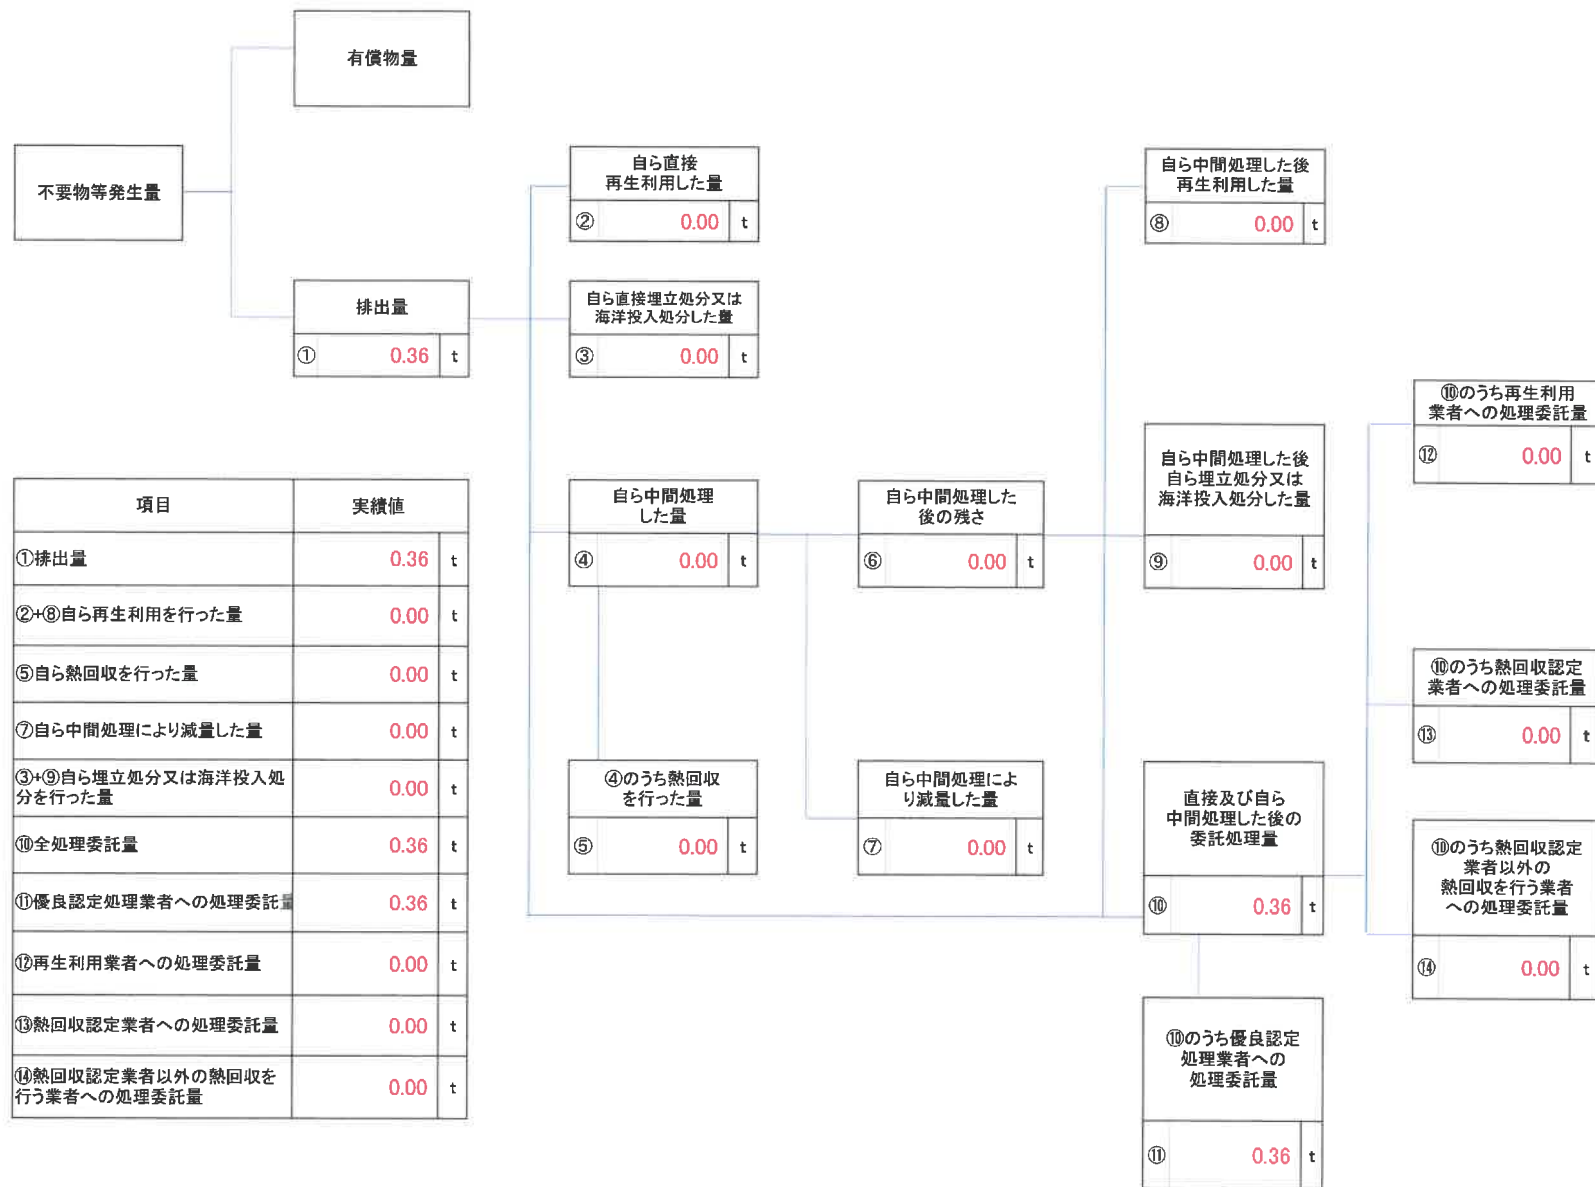 有償物量
不要物等発生量
排出量
① 0.36 t
自ら直接
再生利用した量
② 0.00 t
自ら直接埋立処分又は
海洋投入処分した量
③ 0.00 t
自ら中間処理
した量
④ 0.00 t
④のうち熱回収
を行った量
⑤ 0.00 t
自ら中間処理した
後の残さ
⑥ 0.00 t
自ら中間処理によ
り減量した量
⑦ 0.00 t
自ら中間処理した後
再生利用した量
⑧ 0.00 t
自ら中間処理した後
自ら埋立処分又は
海洋投入処分した量
⑨ 0.00 t
直接及び自ら
中間処理した後の
委託処理量
⑩ 0.36 t
⑩のうち優良認定
処理業者への
処理委託量
⑪ 0.36 t
⑩のうち再生利用
業者への処理委託量
⑫ 0.00 t
⑩のうち熱回収認定
業者への処理委託量
⑬ 0.00 t
⑩のうち熱回収認定
業者以外の
熱回収を行う業者
への処理委託量
⑭ 0.00 t
項目 実績値
①排出量 0.36 t
②+⑧自ら再生利用を行った量 0.00 t
⑤自ら熱回収を行った量 0.00 t
⑦自ら中間処理により減量した量 0.00 t
③+⑨自ら埋立処分又は海洋投入処
分を行った量 0.00 t
⑩全処理委託量 0.36 t
⑪優良認定処理業者への処理委託量 0.36 t
⑫再生利用業者への処理委託量 0.00 t
⑬熱回収認定業者への処理委託量 0.00 t
⑭熱回収認定業者以外の熱回収を
行う業者への処理委託量 0.00 t